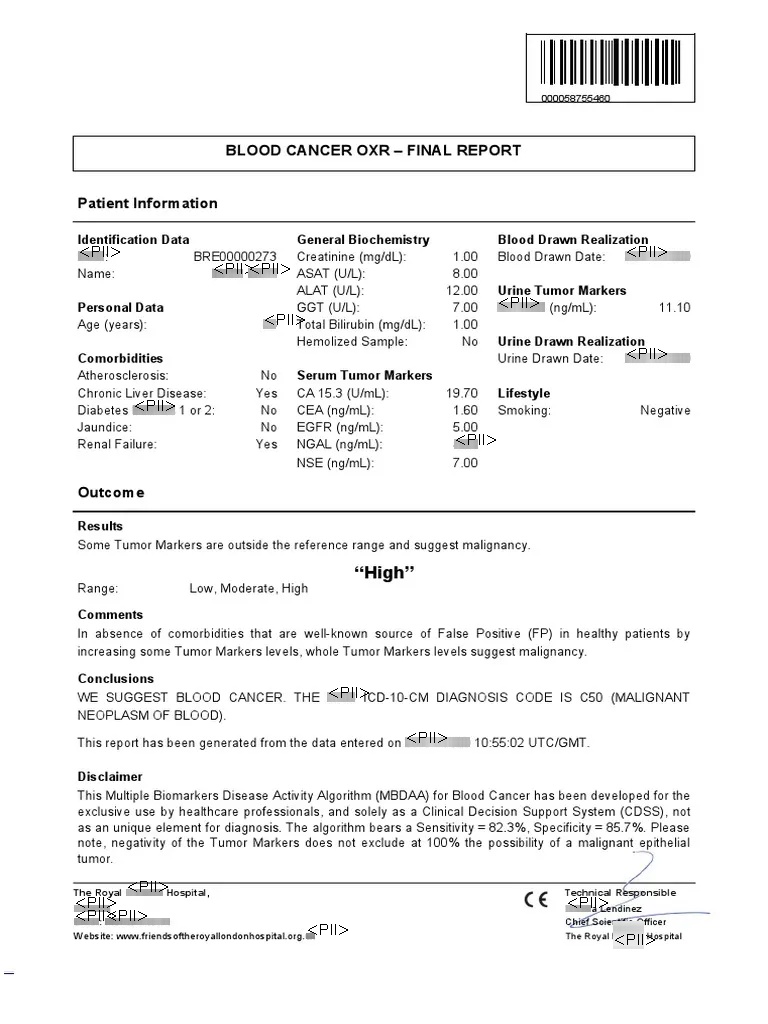 000058755460
BLOOD CANCER OXR – FINAL REPORT
Patient Information
Identification Data
<PII>: BRE00000273
Name: <PII> <PII>
Personal Data
Age (years): <PII>
Comorbidities
Atherosclerosis: No
Chronic Liver Disease: Yes
Diabetes <PII> 1 or 2: No
Jaundice: No
Renal Failure: Yes
General Biochemistry
Creatinine (mg/dL): 1.00
ASAT (U/L): 8.00
ALAT (U/L): 12.00
GGT (U/L): 7.00
Total Bilirubin (mg/dL): 1.00
Hemolized Sample: No
Serum Tumor Markers
CA 15.3 (U/mL): 19.70
CEA (ng/mL): 1.60
EGFR (ng/mL): 5.00
NGAL (ng/mL): <PII>
NSE (ng/mL): 7.00
Blood Drawn Realization
Blood Drawn Date: <PII>
Urine Tumor Markers
<PII> (ng/mL): 11.10
Urine Drawn Realization
Urine Drawn Date: <PII>
Lifestyle
Smoking: Negative
Outcome
Results
Some Tumor Markers are outside the reference range and suggest malignancy.
“High”
Range: Low, Moderate, High
Comments
In absence of comorbidities that are well-known source of False Positive (FP) in healthy patients by
increasing some Tumor Markers levels, whole Tumor Markers levels suggest malignancy.
Conclusions
WE SUGGEST BLOOD CANCER. THE <PII> ICD-10-CM DIAGNOSIS CODE IS C50 (MALIGNANT
NEOPLASM OF BLOOD).
This report has been generated from the data entered on <PII> 10:55:02 UTC/GMT.
Disclaimer
This Multiple Biomarkers Disease Activity Algorithm (MBDAA) for Blood Cancer has been developed for the
exclusive use by healthcare professionals, and solely as a Clinical Decision Support System (CDSS), not
as an unique element for diagnosis. The algorithm bears a Sensitivity = 82.3%, Specificity = 85.7%. Please
note, negativity of the Tumor Markers does not exclude at 100% the possibility of a malignant epithelial
tumor.
The Royal <PII> Hospital,
<PII>
<PII> <PII>
Website: www.friendsoftheroyallondonhospital.org.<PII>
CE
Technical Responsible
<PII>a Lendinez
Chief Scientific Officer
The Royal <PII> Hospital